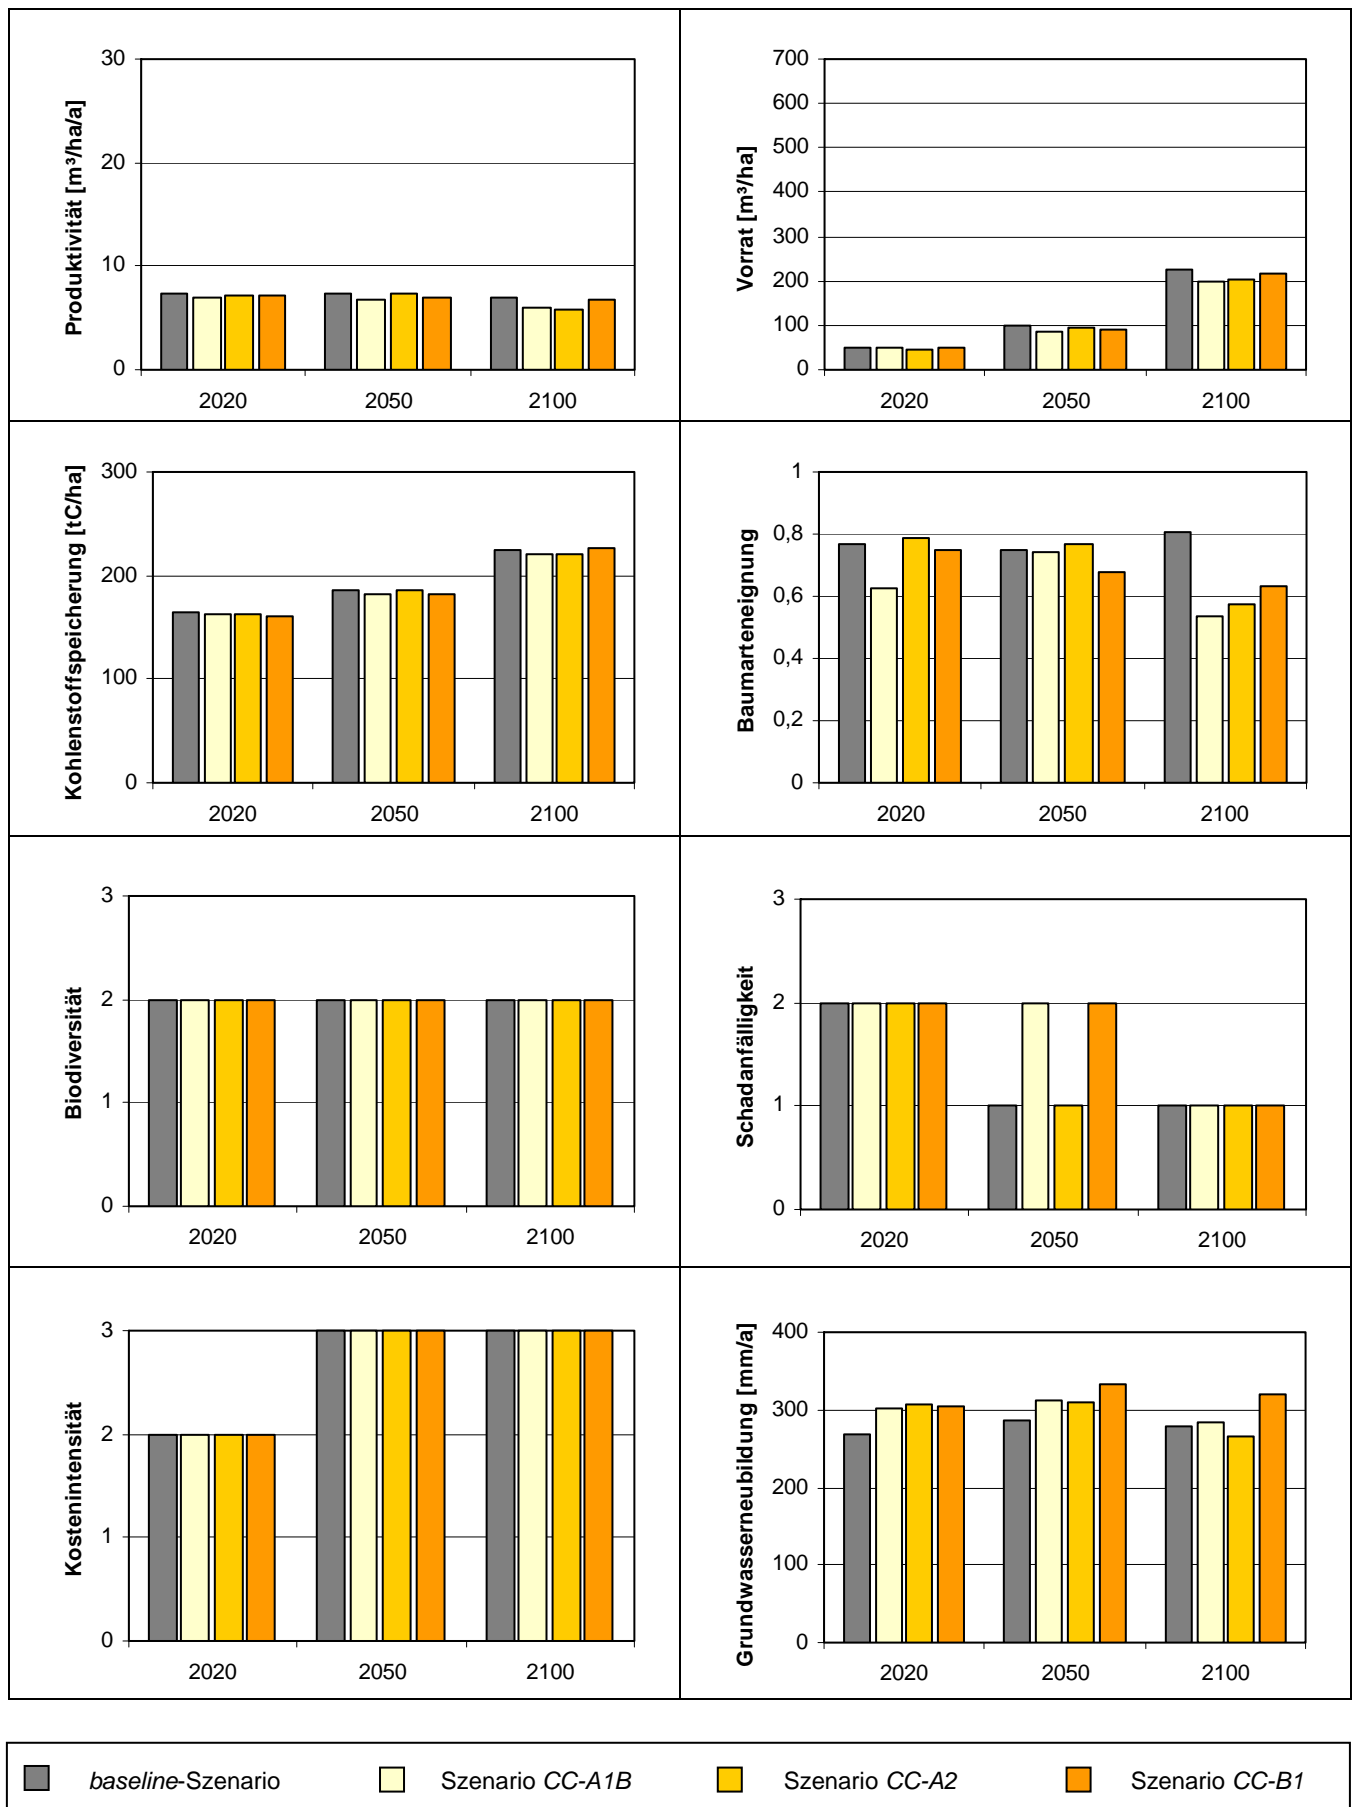 Produktivität [m³/ha/a]
30
20
10
0
2020 2050 2100
Vorrat [m³/ha]
700
600
500
400
300
200
100
0
2020 2050 2100
Kohlenstoffspeicherung [tC/ha]
300
200
100
0
2020 2050 2100
Baumarteneignung
1
0,8
0,6
0,4
0,2
0
2020 2050 2100
Biodiversität
3
2
1
0
2020 2050 2100
Schadanfälligkeit
3
2
1
0
2020 2050 2100
Kostenintensität
3
2
1
0
2020 2050 2100
Grundwasserneubildung [mm/a]
400
300
200
100
0
2020 2050 2100
baseline-Szenario Szenario CC-A1B Szenario CC-A2 Szenario CC-B1